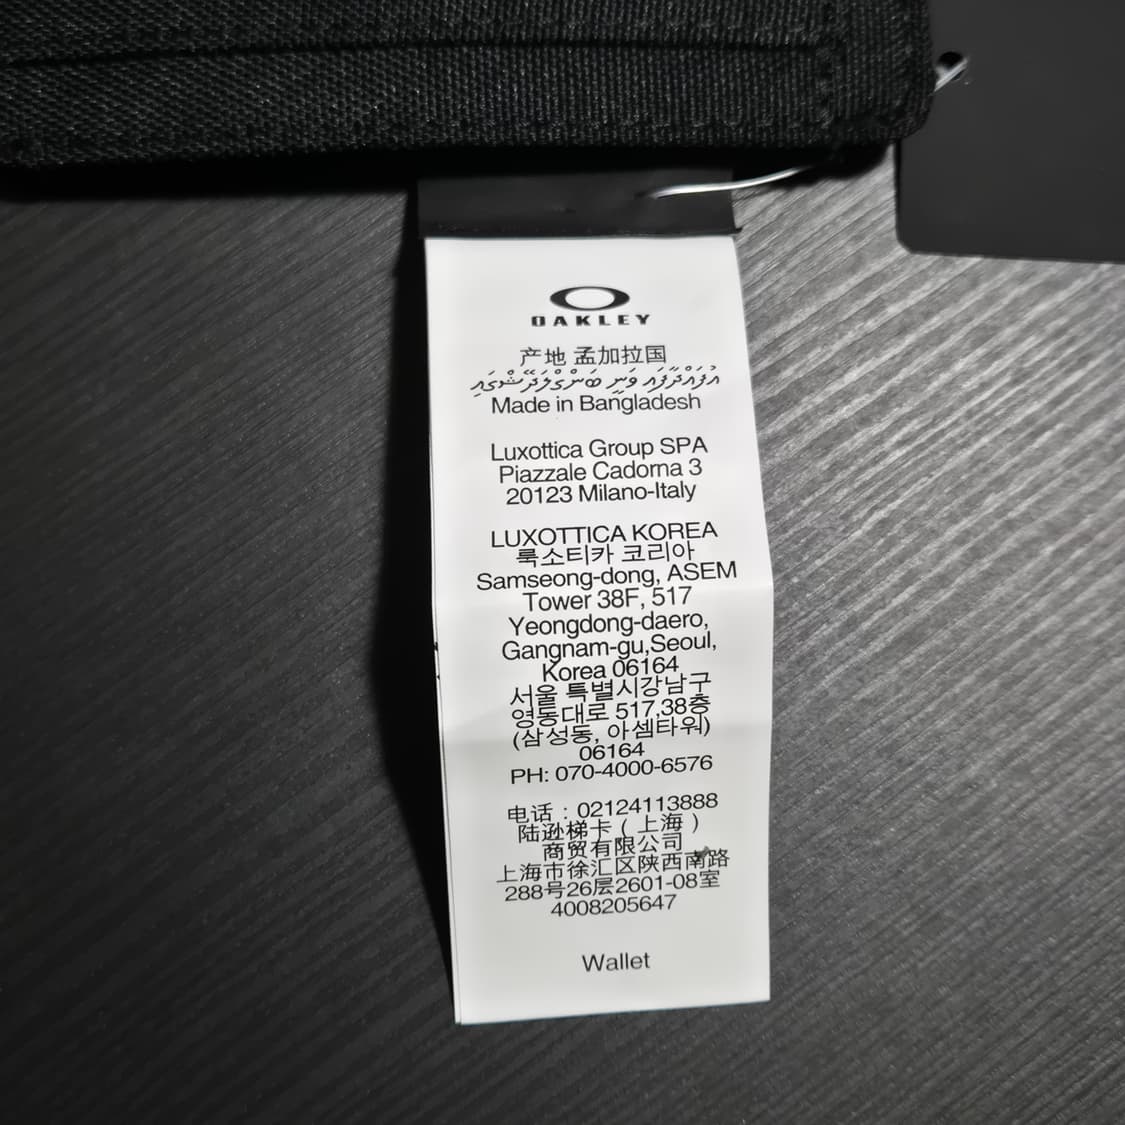 OAKLEY
产地 孟加拉国
އުފެއްދާފައި ވަނީ ބަންގްލަދޭޝްގައި
Made in Bangladesh
Luxottica Group SPA
Piazzale Cadorna 3
20123 Milano-Italy
LUXOTTICA KOREA
룩소티카 코리아
Samseong-dong, ASEM
Tower 38F, 517
Yeongdong-daero,
Gangnam-gu,Seoul,
Korea 06164
서울 특별시강남구
영동대로 517,38층
(삼성동, 아셈타워)
06164
PH: 070-4000-6576
电话：02124113888
陆逊梯卡（上海）
商贸有限公司
上海市徐汇区陕西南路
288号26层2601-08室
4008205647
Wallet